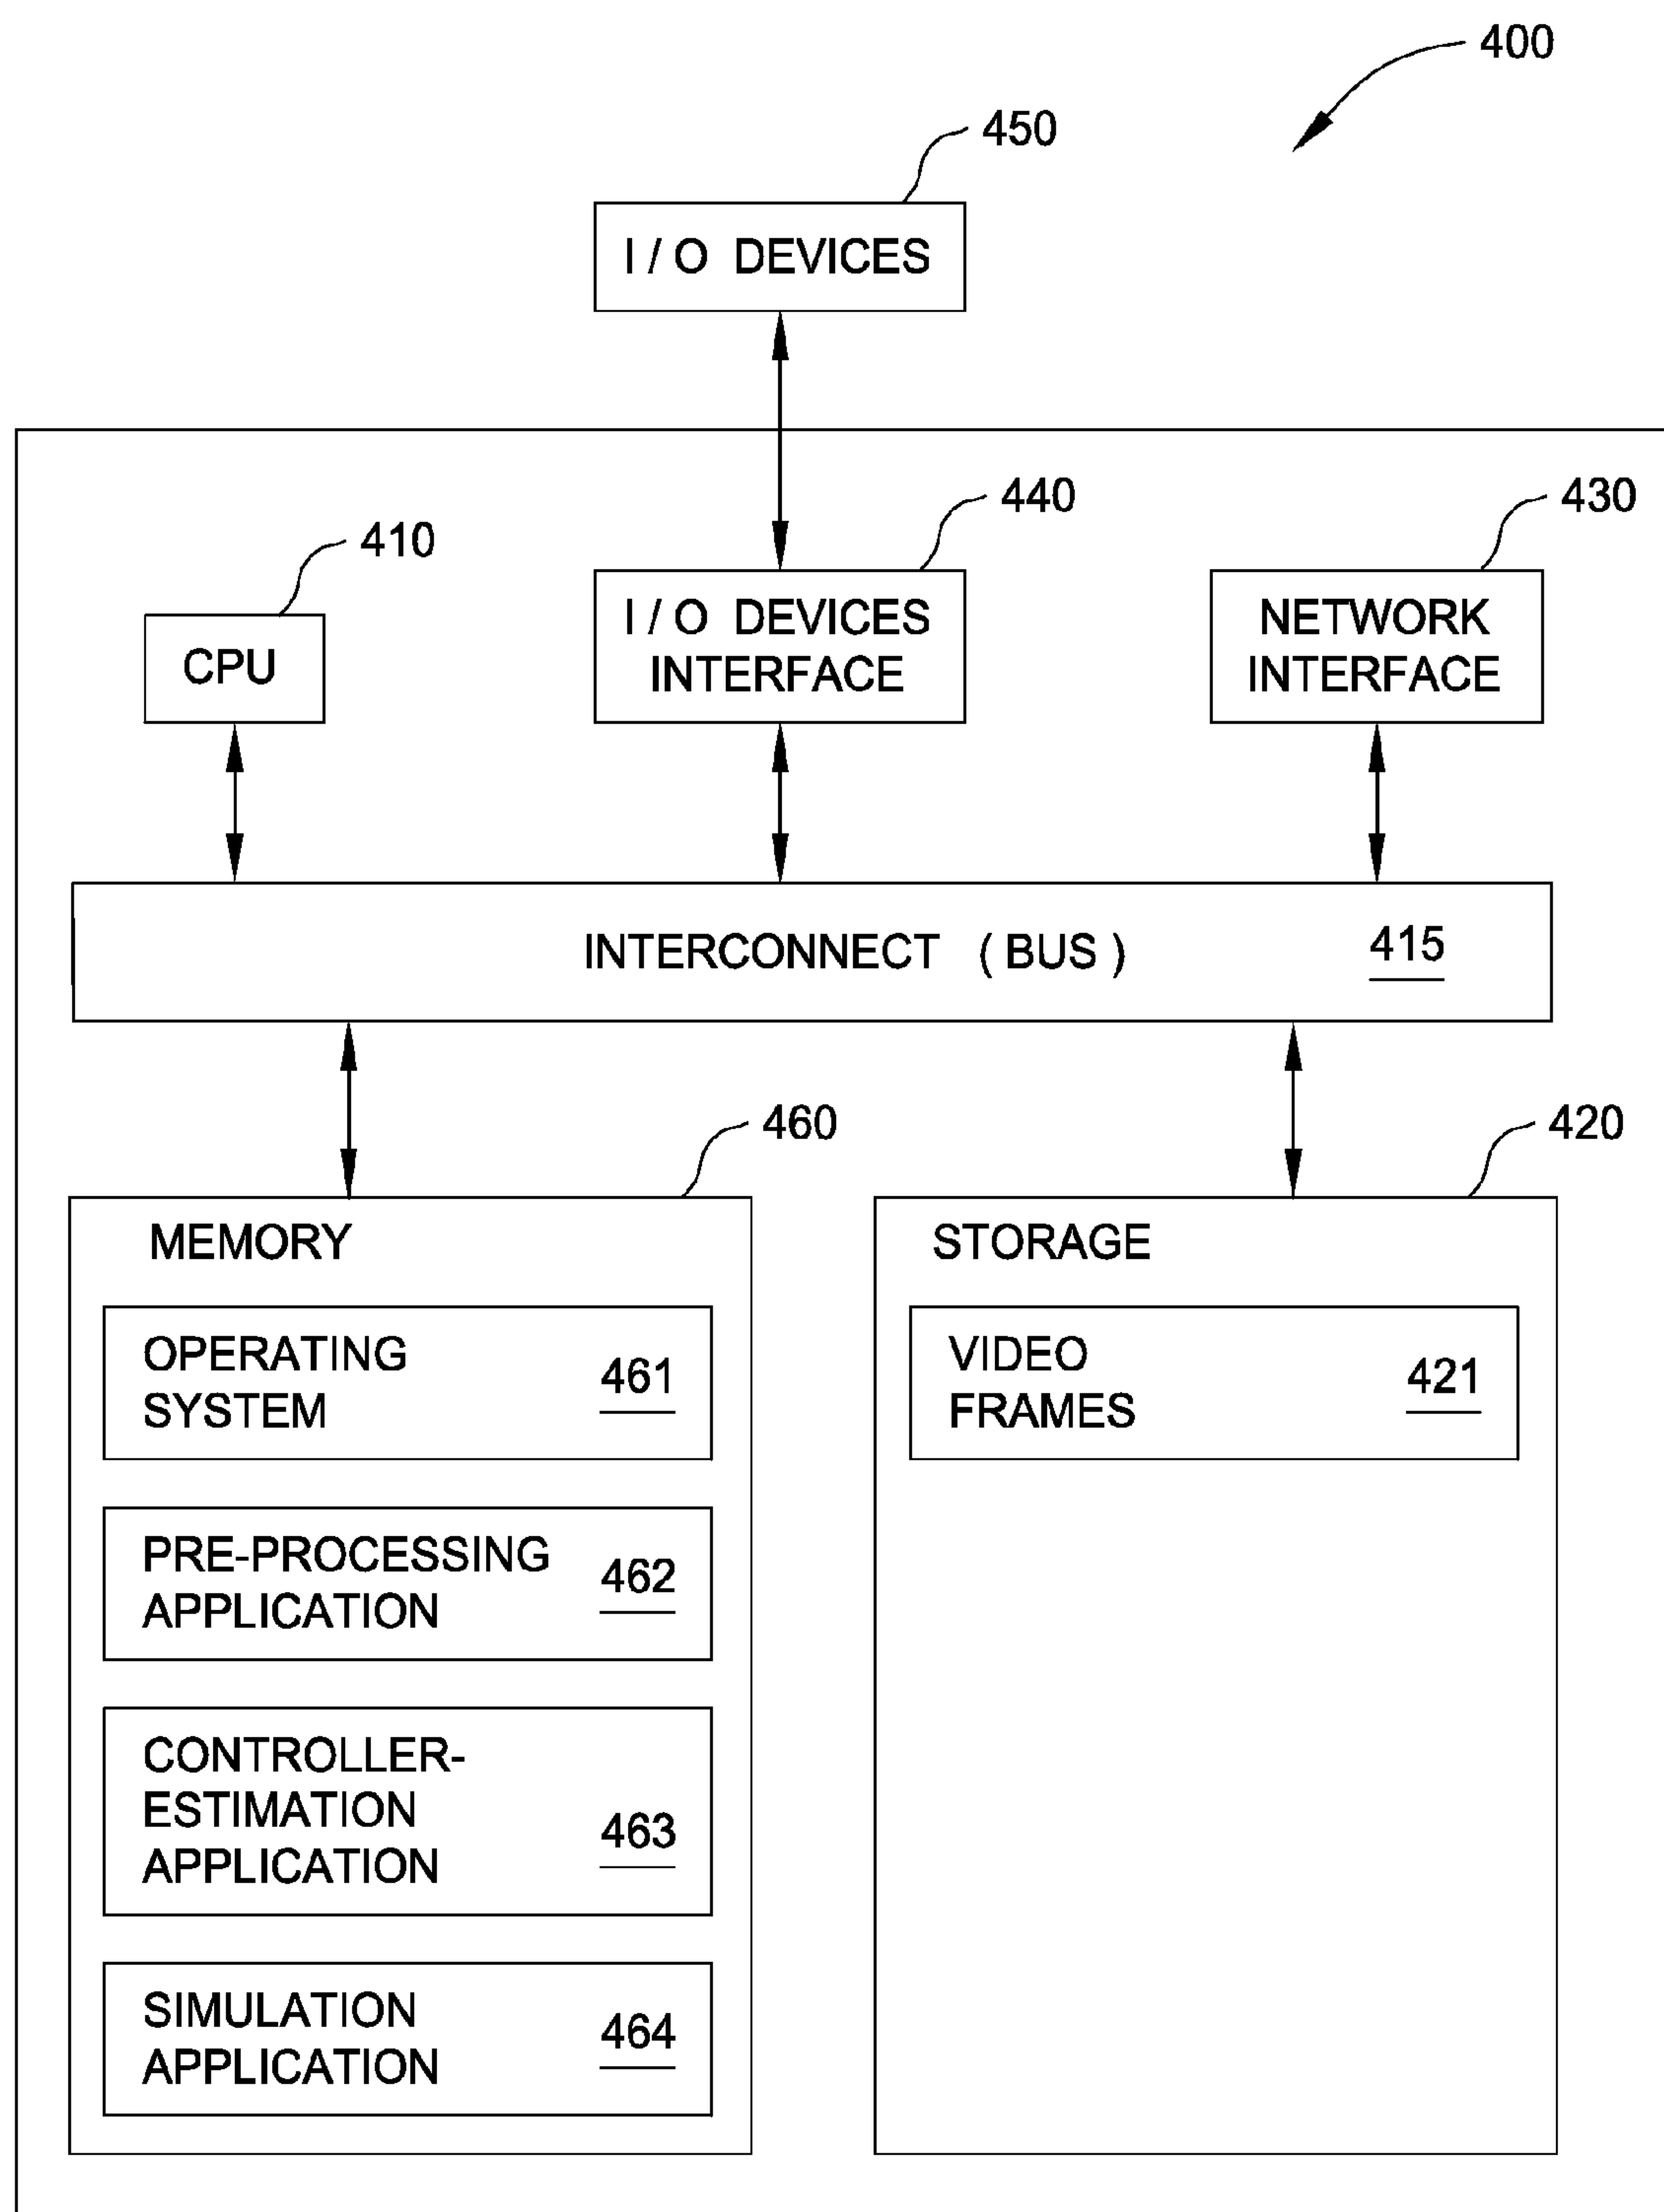 400
450
I / O DEVICES
440
430
410
I / O DEVICES
INTERFACE
NETWORK
INTERFACE
CPU
INTERCONNECT ( BUS ) 415
460
420
MEMORY
OPERATING
SYSTEM
461
PRE-PROCESSING
APPLICATION
462
CONTROLLER-
ESTIMATION
APPLICATION
463
SIMULATION
APPLICATION
464
STORAGE
VIDEO
FRAMES
421